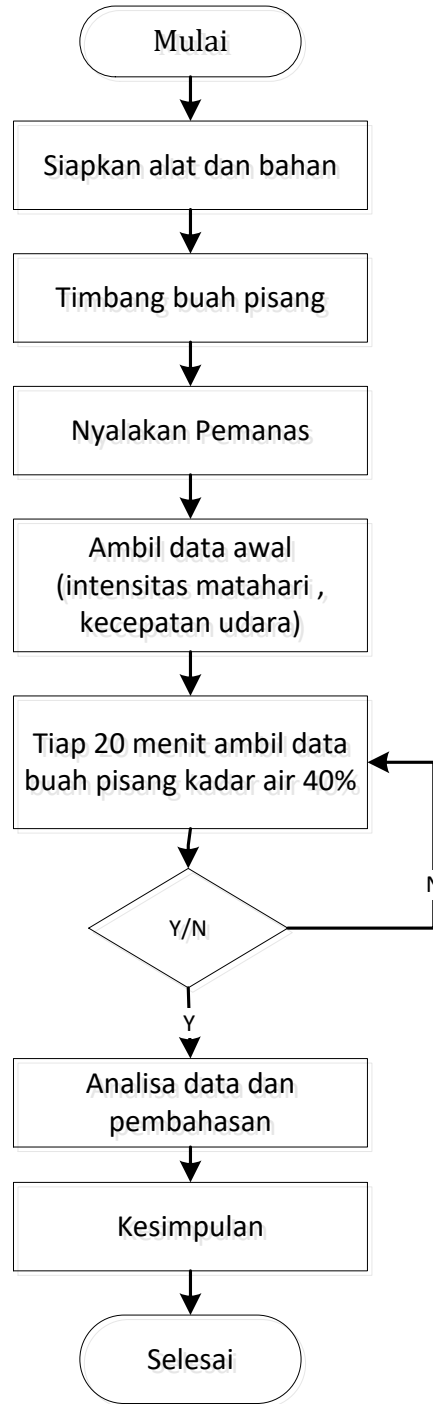 Mulai
Siapkan alat dan bahan
Timbang buah pisang
Nyalakan Pemanas
Ambil data awal
(intensitas matahari ,
kecepatan udara)
Tiap 20 menit ambil data
buah pisang kadar air 40%
N
Y/N
Y
Analisa data dan
pembahasan
Kesimpulan
Selesai